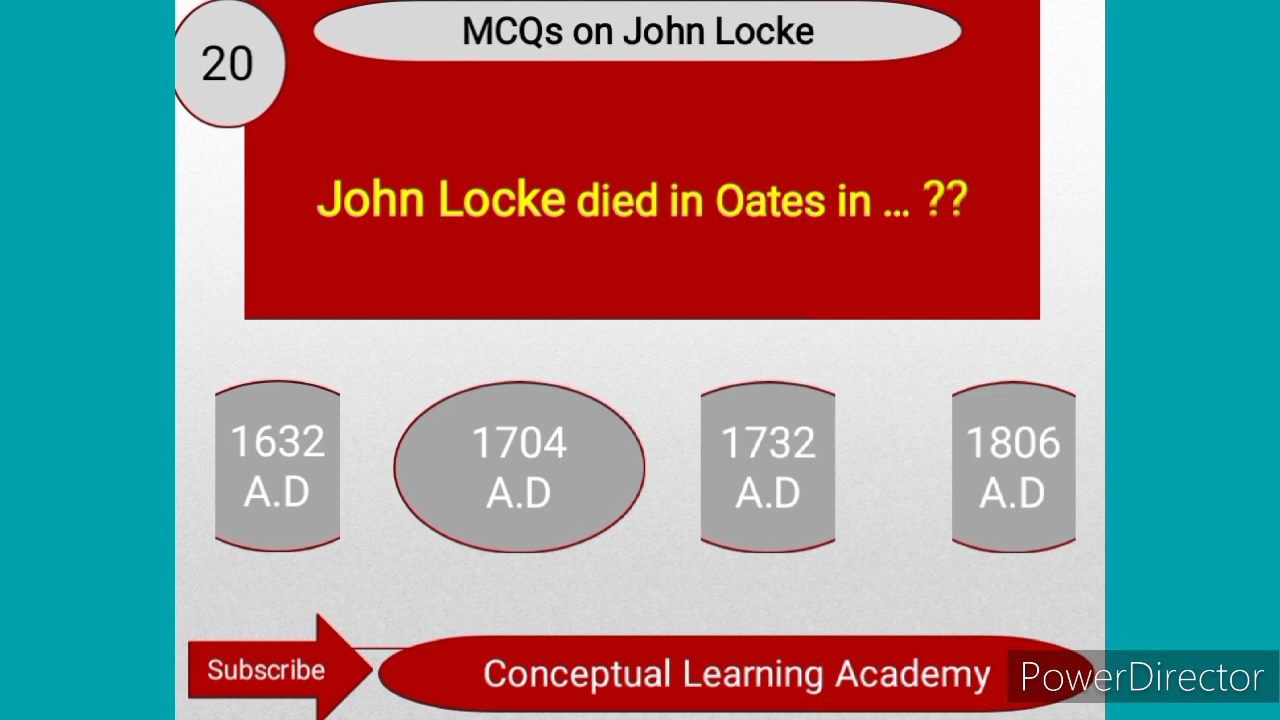 MCQs on John Locke
20
John Locke died in Oates in ... ??
1632
A.D
1704
A.D
1732
A.D
1806
A.D
Subscribe
Conceptual Learning Academy
PowerDirector